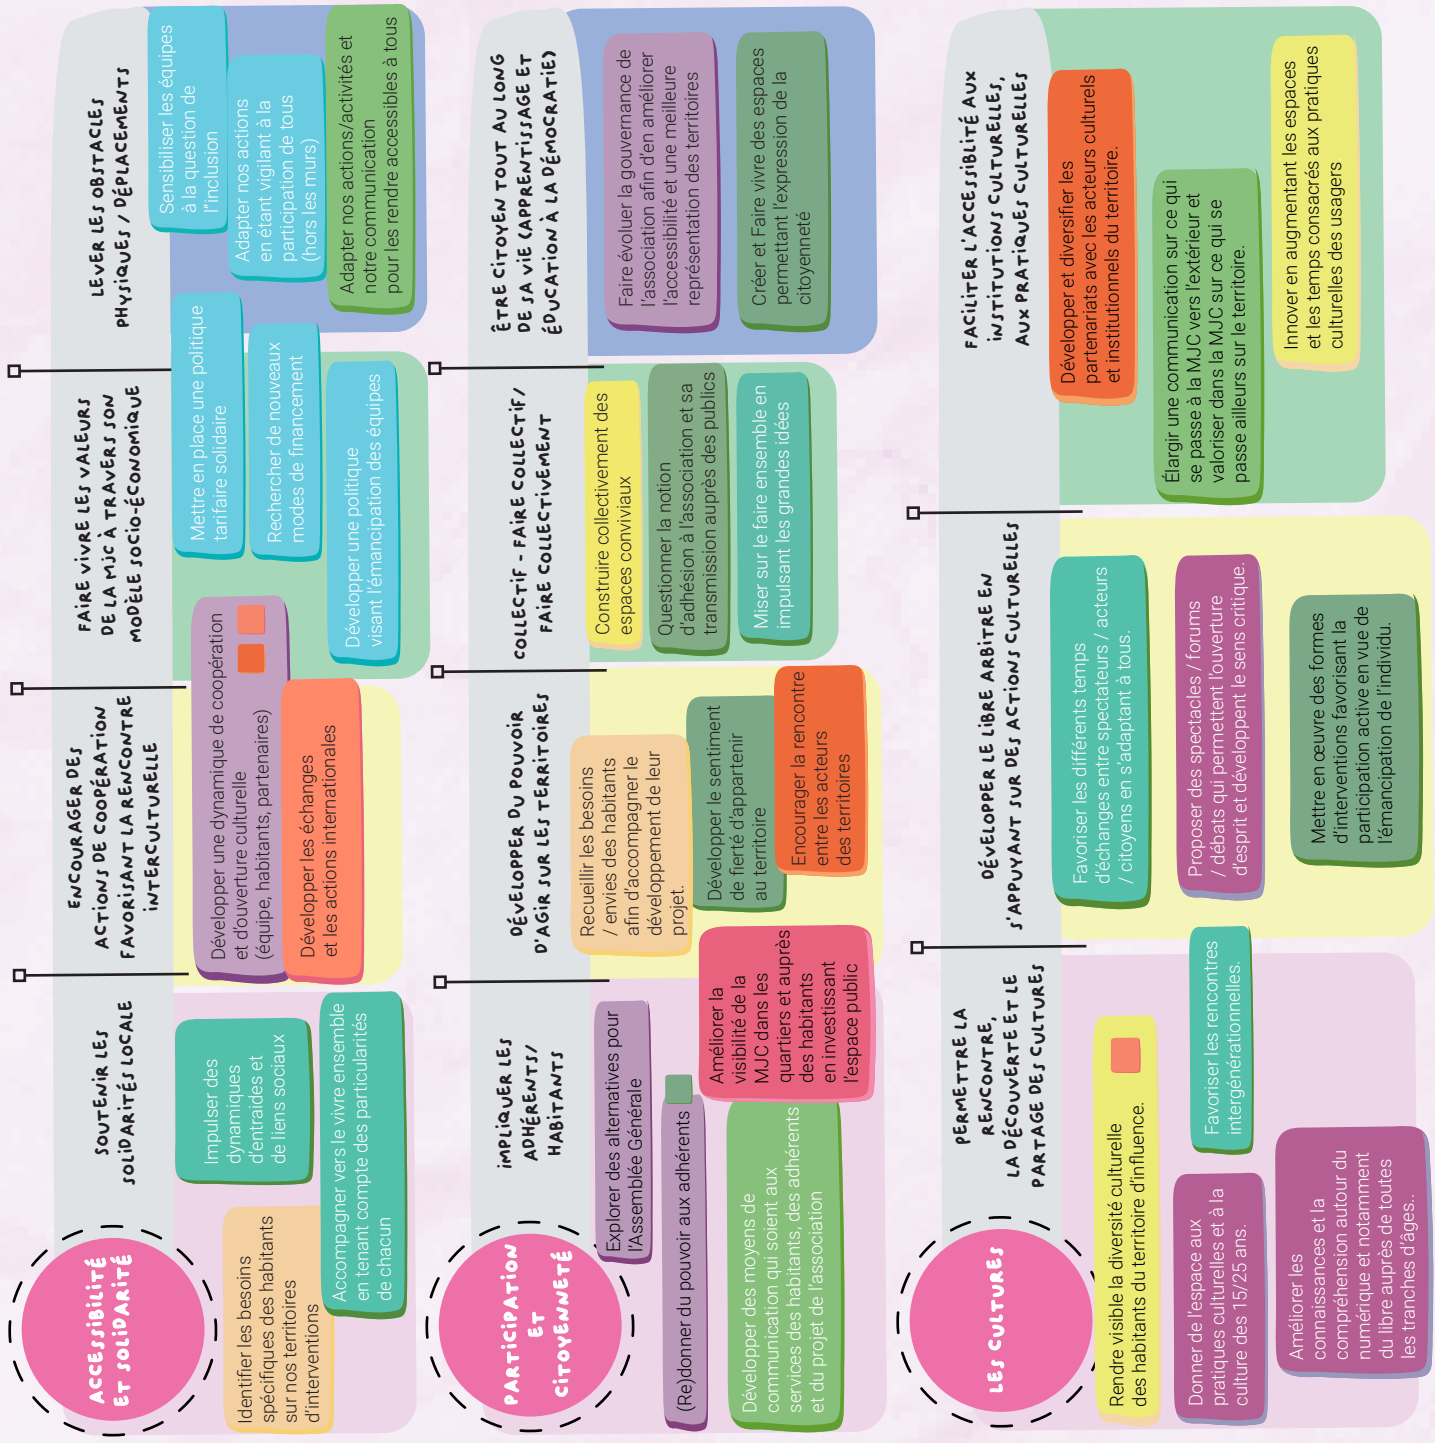 ACCESSIBILITÉ
ET SOLIDARITÉ
SOUTENIR LES
SOLIDARITÉS LOCALE
Identifier les besoins
spécifiques des habitants
sur nos territoires
d'interventions
Impulser des
dynamiques
d'entraides et
de liens sociaux
Accompagner vers le vivre ensemble
en tenant compte des particularités
de chacun
ENCOURAGER DES
ACTIONS DE COOPÉRATION
FAVORISANT LA RENCONTRE
INTERCULTURELLE
Développer une dynamique de coopération
et d'ouverture culturelle
(équipe, habitants, partenaires)
Développer les échanges
et les actions internationales
FAIRE VIVRE LES VALEURS
DE LA MJC À TRAVERS SON
MODÈLE SOCIO-ÉCONOMIQUE
Mettre en place une politique
tarifaire solidaire
Rechercher de nouveaux
modes de financement
Développer une politique
visant l'émancipation des équipes
LEVER LES OBSTACLES
PHYSIQUES / DÉPLACEMENTS
Sensibiliser les équipes
à la question de
l"inclusion
Adapter nos actions
en étant vigilant à la
participation de tous
(hors les murs)
Adapter nos actions/activités et
notre communication
pour les rendre accessibles à tous
PARTICIPATION
ET
CITOYENNETÉ
IMPLIQUER LES
ADHÉRENTS/
HABITANTS
Explorer des alternatives pour
l'Assemblée Générale
(Re)donner du pouvoir aux adhérents
Développer des moyens de
communication qui soient aux
services des habitants, des adhérents
et du projet de l'association
Améliorer la
visibilité de la
MJC dans les
quartiers et auprès
des habitants
en investissant
l'espace public
DÉVELOPPER DU POUVOIR
D'AGIR SUR LES TERRITOIRES
Recueillir les besoins
/ envies des habitants
afin d'accompagner le
développement de leur
projet.
Développer le sentiment
de fierté d'appartenir
au territoire
Encourager la rencontre
entre les acteurs
des territoires
COLLECTIF - FAIRE COLLECTIF/
FAIRE COLLECTIVEMENT
Construire collectivement des
espaces conviviaux
Questionner la notion
d'adhésion à l'association et sa
transmission auprès des publics
Miser sur le faire ensemble en
impulsant les grandes idées
ÊTRE CITOYEN TOUT AU LONG
DE SA VIE (APPRENTISSAGE ET
ÉDUCATION À LA DÉMOCRATIE)
Faire évoluer la gouvernance de
l'association afin d'en améliorer
l'accessibilité et une meilleure
représentation des territoires
Créer et Faire vivre des espaces
permettant l'expression de la
citoyenneté
LES CULTURES
PERMETTRE LA
RENCONTRE,
LA DÉCOUVERTE ET LE
PARTAGE DES CULTURES
Rendre visible la diversité culturelle
des habitants du territoire d'influence.
Donner de l'espace aux
pratiques culturelles et à la
culture des 15/25 ans.
Favoriser les rencontres
intergénérationnelles.
Améliorer les
connaissances et la
compréhension autour du
numérique et notamment
du libre auprès de toutes
les tranches d'âges..
DÉVELOPPER LE LIBRE ARBITRE EN
S'APPUYANT SUR DES ACTIONS CULTURELLES
Favoriser les différents temps
d'échanges entre spectateurs / acteurs
/ citoyens en s'adaptant à tous.
Proposer des spectacles / forums
/ débats qui permettent l'ouverture
d'esprit et développent le sens critique.
Mettre en œuvre des formes
d'interventions favorisant la
participation active en vue de
l'émancipation de l'individu.
FACILITER L'ACCESSIBLITÉ AUX
INSTITUTIONS CULTURELLES,
AUX PRATIQUES CULTURELLES
Développer et diversifier les
partenariats avec les acteurs culturels
et institutionnels du territoire.
Élargir une communication sur ce qui
se passe à la MJC vers l'extérieur et
valoriser dans la MJC sur ce qui se
passe ailleurs sur le territoire.
Innover en augmentant les espaces
et les temps consacrés aux pratiques
culturelles des usagers